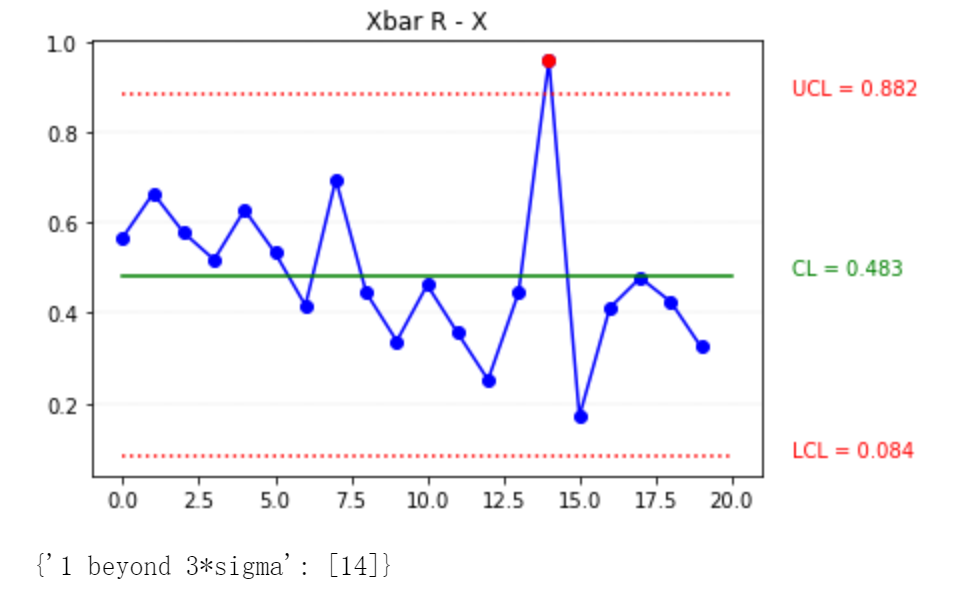 Xbar R - X
1.0
UCL = 0.882
0.8
0.6
CL = 0.483
0.4
0.2
LCL = 0.084
0.0 2.5 5.0 7.5 10.0 12.5 15.0 17.5 20.0
{'1 beyond 3*sigma': [14]}